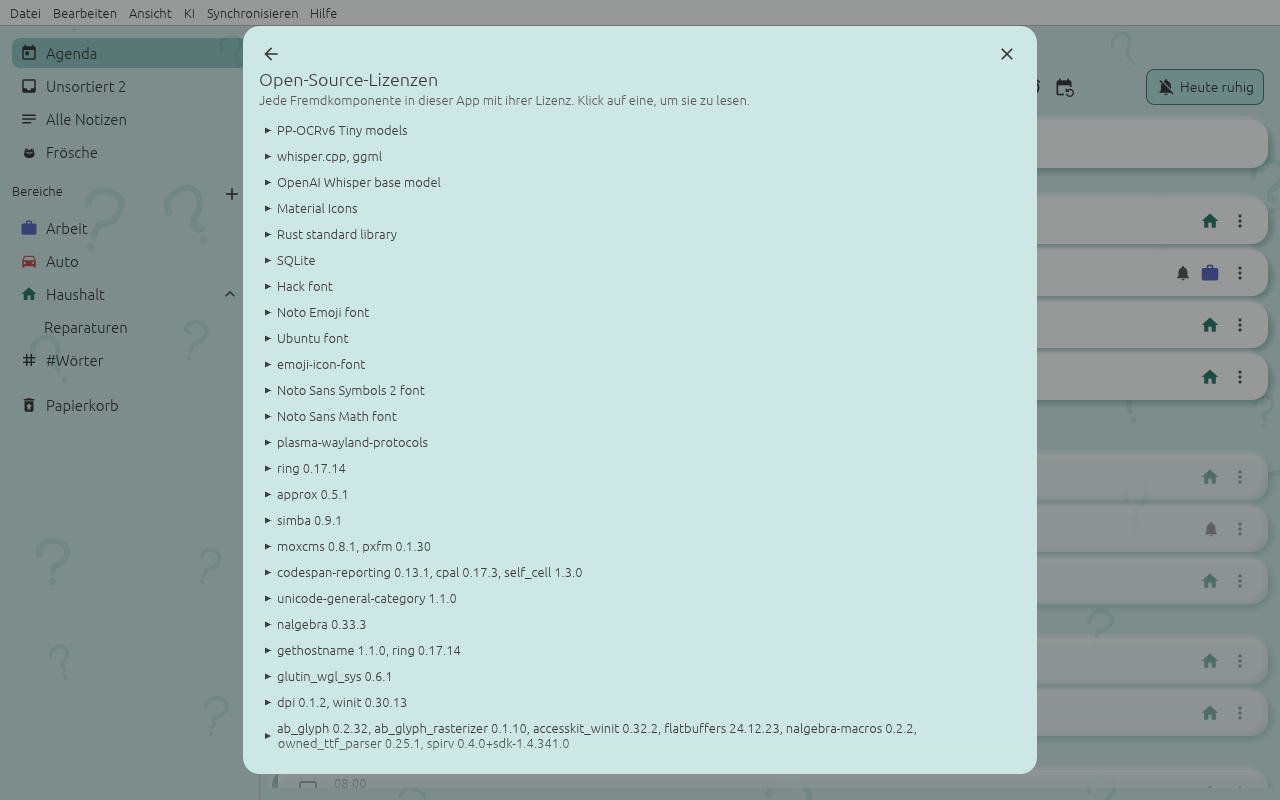 Datei Bearbeiten Ansicht KI Synchronisieren Hilfe
Agenda
Unsortiert 2
Alle Notizen
Frösche
Bereiche
Arbeit
Auto
Haushalt
Reparaturen
#Wörter
Papierkorb
Open-Source-Lizenzen
Jede Fremdkomponente in dieser App mit ihrer Lizenz. Klick auf eine, um sie zu lesen.
PP-OCRv6 Tiny models
whisper.cpp, ggml
OpenAI Whisper base model
Material Icons
Rust standard library
SQLite
Hack font
Noto Emoji font
Ubuntu font
emoji-icon-font
Noto Sans Symbols 2 font
Noto Sans Math font
plasma-wayland-protocols
ring 0.17.14
approx 0.5.1
simba 0.9.1
moxcms 0.8.1, pxfm 0.1.30
codespan-reporting 0.13.1, cpal 0.17.3, self_cell 1.3.0
unicode-general-category 1.1.0
nalgebra 0.33.3
gethostname 1.1.0, ring 0.17.14
glutin_wgl_sys 0.6.1
dpi 0.1.2, winit 0.30.13
ab_glyph 0.2.32, ab_glyph_rasterizer 0.1.10, accesskit_winit 0.32.2, flatbuffers 24.12.23, nalgebra-macros 0.2.2,
owned_ttf_parser 0.25.1, spirv 0.4.0+sdk-1.4.341.0
Heute ruhig
08:00